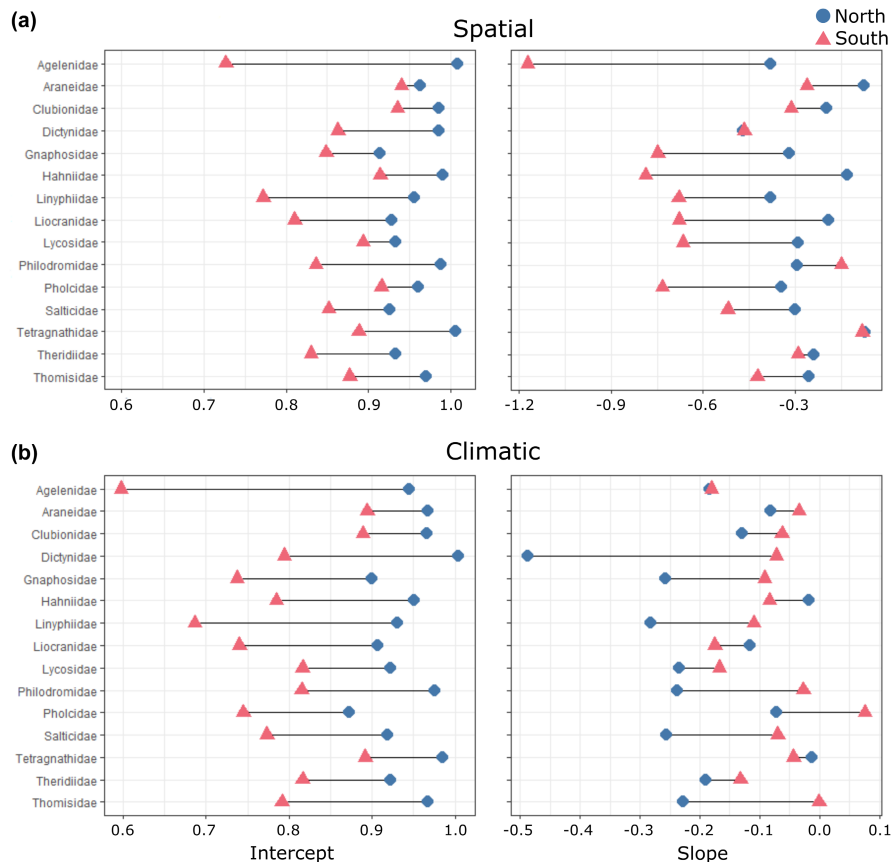 (a)
Spatial
North
South
Agelenidae
Araneidae
Clubionidae
Dictynidae
Gnaphosidae
Hahniidae
Linyphiidae
Liocranidae
Lycosidae
Philodromidae
Pholcidae
Salticidae
Tetragnathidae
Theridiidae
Thomisidae
0.6 0.7 0.8 0.9 1.0
-1.2 -0.9 -0.6 -0.3
(b)
Climatic
Agelenidae
Araneidae
Clubionidae
Dictynidae
Gnaphosidae
Hahniidae
Linyphiidae
Liocranidae
Lycosidae
Philodromidae
Pholcidae
Salticidae
Tetragnathidae
Theridiidae
Thomisidae
0.6 0.7 0.8 0.9 1.0
-0.5 -0.4 -0.3 -0.2 -0.1 0.0 0.1
Intercept
Slope